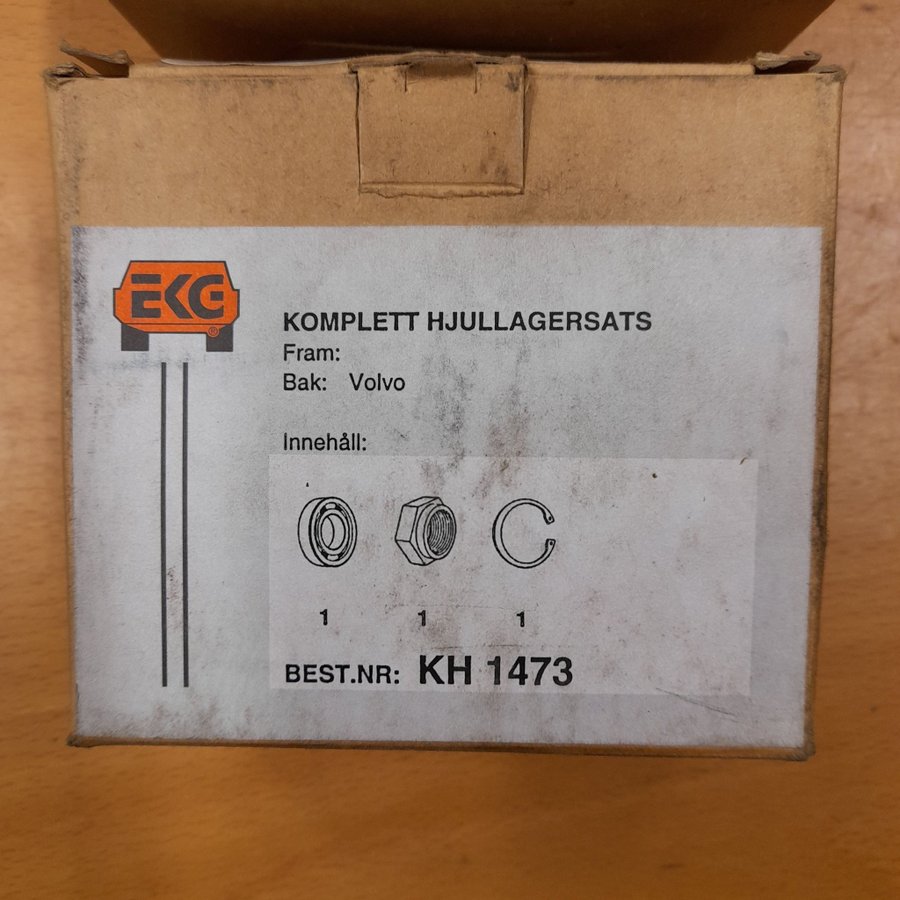 EKG
®
KOMPLETT HJULLAGERSATS
Fram:
Bak: Volvo
Innehåll:
1 1 1
BEST.NR: KH 1473